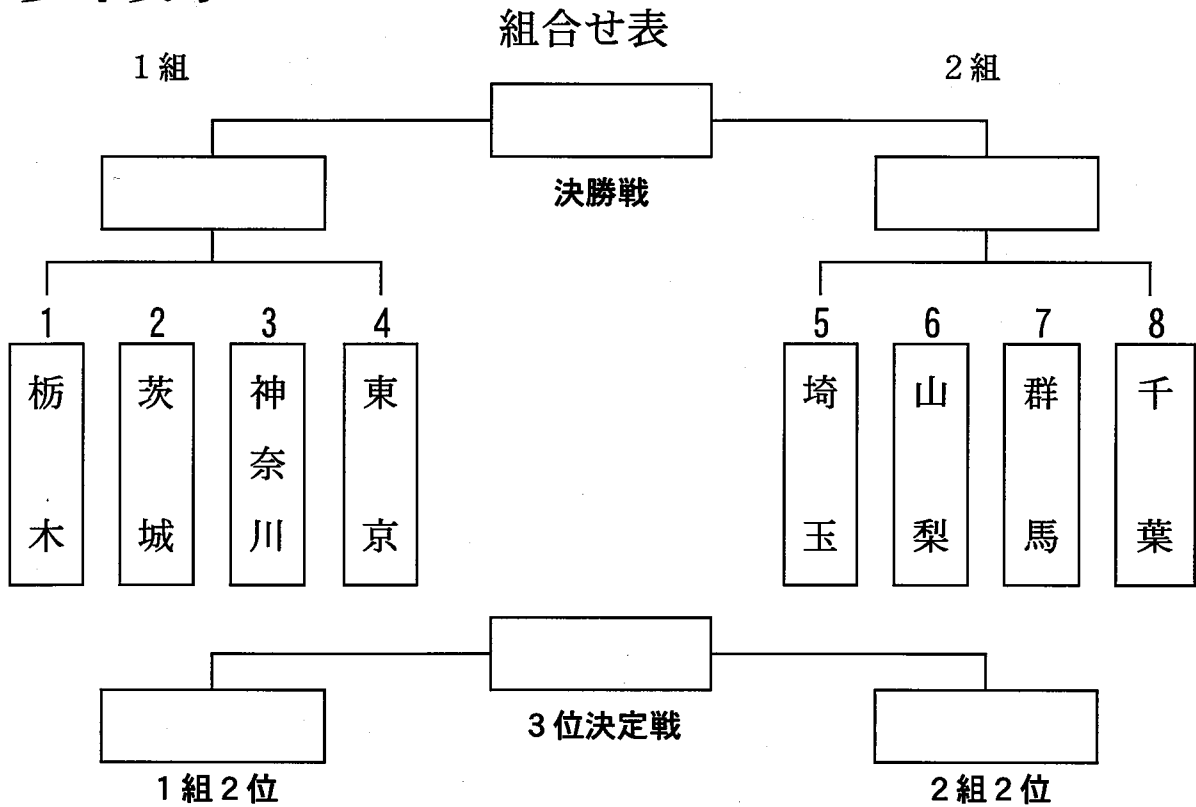 組合せ表
1組
2組
決勝戦
1 2 3 4 5 6 7 8
栃木
茨城
神奈川
東京
埼玉
山梨
群馬
千葉
3位決定戦
1組2位
2組2位